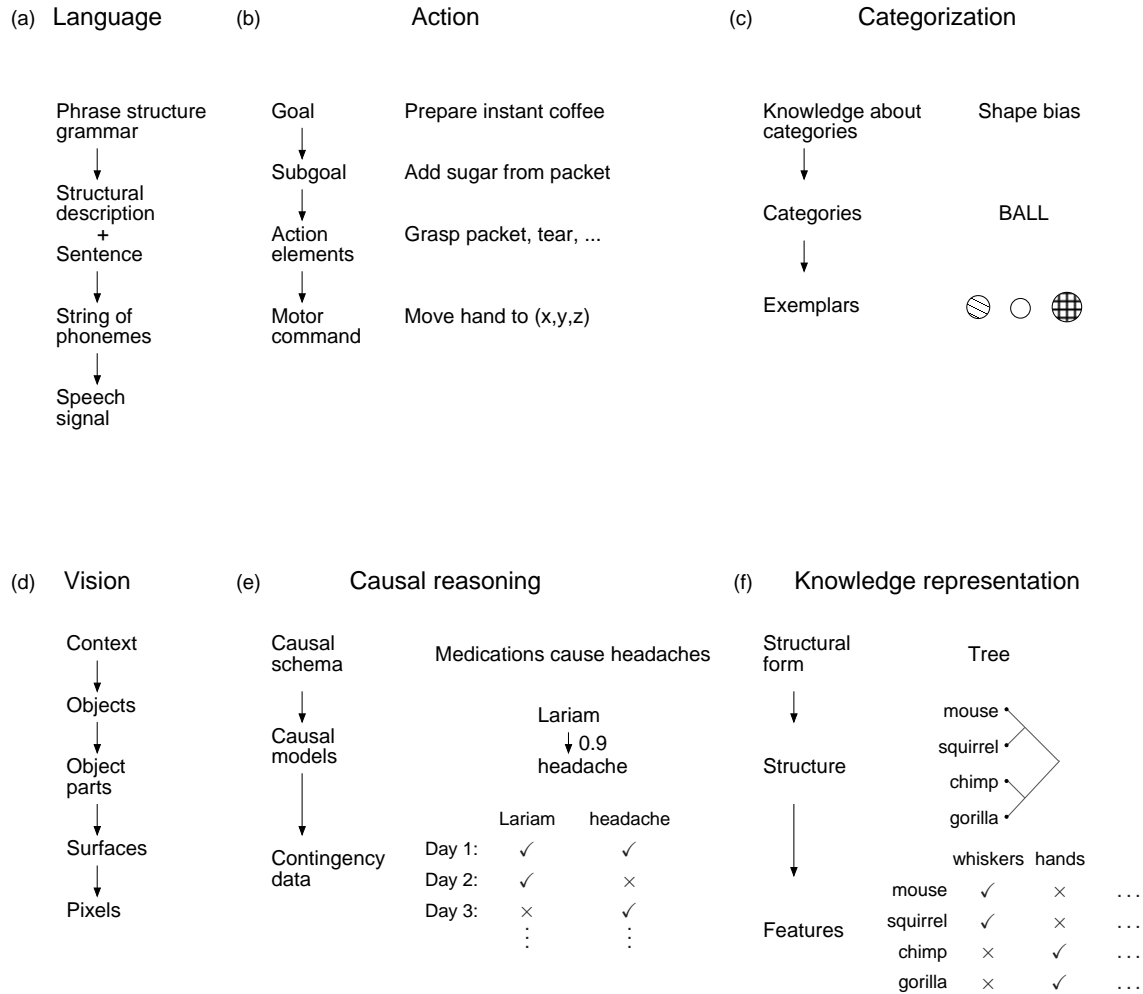 (a) Language
Phrase structure
grammar
Structural
description
+
Sentence
String of
phonemes
Speech
signal
(b) Action
Goal Prepare instant coffee
Subgoal Add sugar from packet
Action
elements
Grasp packet, tear, ...
Motor
command
Move hand to (x,y,z)
(c) Categorization
Knowledge about
categories
Shape bias
Categories BALL
Exemplars
(d) Vision
Context
Objects
Object
parts
Surfaces
Pixels
(e) Causal reasoning
Causal
schema
Medications cause headaches
Causal
models
Lariam
0.9
headache
Contingency
data
Lariam headache
Day 1: ✓ ✓
Day 2: ✓ ×
Day 3: × ✓
⋮ ⋮
(f) Knowledge representation
Structural
form
Tree
Structure
mouse
squirrel
chimp
gorilla
Features
whiskers hands
mouse ✓ × ...
squirrel ✓ × ...
chimp × ✓ ...
gorilla × ✓ ...